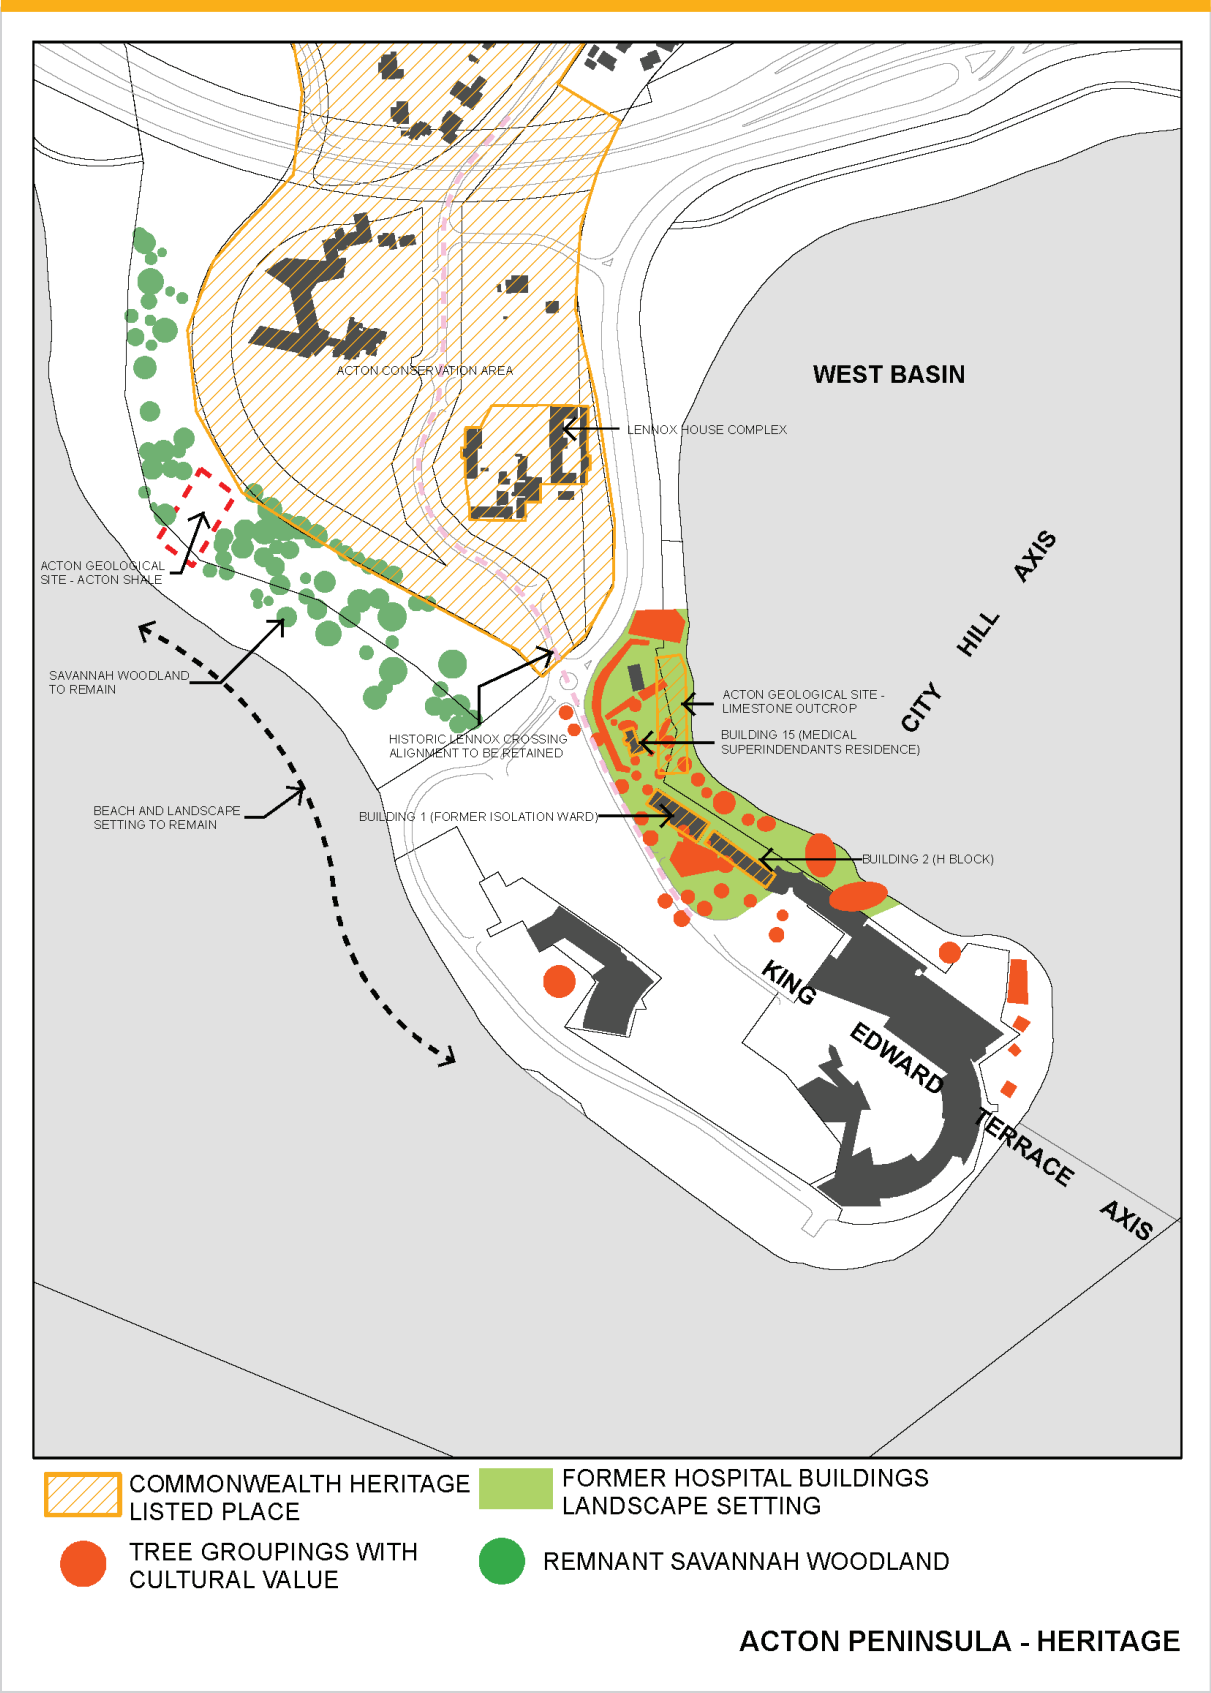 WEST BASIN
ACTON CONSERVATION AREA
LENNOX HOUSE COMPLEX
CITY HILL AXIS
ACTON GEOLOGICAL
SITE - ACTON SHALE
SAVANNAH WOODLAND
TO REMAIN
ACTON GEOLOGICAL SITE -
LIMESTONE OUTCROP
HISTORIC LENNOX CROSSING
ALIGNMENT TO BE RETAINED
BUILDING 15 (MEDICAL
SUPERINDENDANTS RESIDENCE)
BEACH AND LANDSCAPE
SETTING TO REMAIN
BUILDING 1 (FORMER ISOLATION WARD)
BUILDING 2 (H BLOCK)
KING EDWARD TERRACE AXIS
COMMONWEALTH HERITAGE
LISTED PLACE
FORMER HOSPITAL BUILDINGS
LANDSCAPE SETTING
TREE GROUPINGS WITH
CULTURAL VALUE
REMNANT SAVANNAH WOODLAND
ACTON PENINSULA - HERITAGE